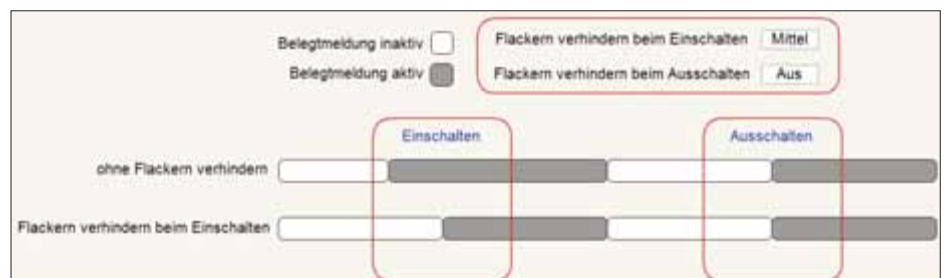 Belegtmeldung inaktiv
Belegtmeldung aktiv
Flackern verhindern beim Einschalten Mittel
Flackern verhindern beim Ausschalten Aus
Einschalten Ausschalten
ohne Flackern verhindern
Flackern verhindern beim Einschalten